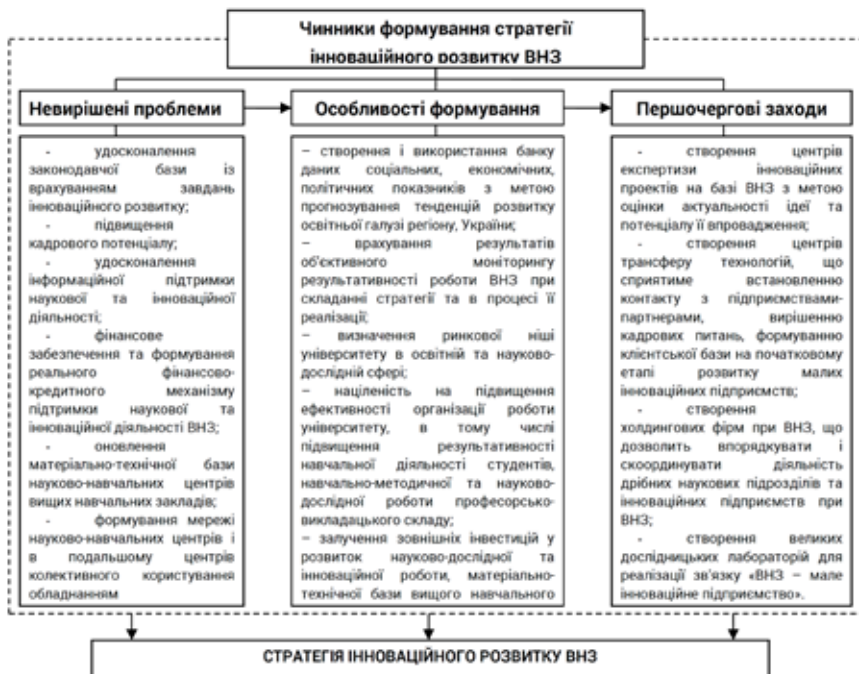 Чинники формування стратегії
інноваційного розвитку ВНЗ
Невирішені проблеми
- удосконалення
законодавчої бази із
врахуванням завдань
інноваційного розвитку;
- підвищення
кадрового потенціалу;
- удосконалення
інформаційної підтримки
наукової та інноваційної
діяльності;
- фінансове
забезпечення та формування
реального фінансово-
кредитного механізму
підтримки наукової та
інноваційної діяльності ВНЗ;
- оновлення
матеріально-технічної бази
науково-навчальних центрів
вищих навчальних закладів;
- формування мережі
науково-навчальних центрів і
в подальшому центрів
колективного користування
обладнанням
Особливості формування
– створення і використання банку
даних соціальних, економічних,
політичних показників з метою
прогнозування тенденцій розвитку
освітньої галузі регіону, України;
– врахування результатів
об'єктивного моніторингу
результативності роботи ВНЗ при
складанні стратегії та в процесі її
реалізації;
– визначення ринкової ніші
університету в освітній та науково-
дослідній сфері;
– націленість на підвищення
ефективності організації роботи
університету, в тому числі
підвищення результативності
навчальної діяльності студентів,
навчально-методичної та науково-
дослідної роботи професорсько-
викладацького складу;
– залучення зовнішніх інвестицій у
розвиток науково-дослідної та
інноваційної роботи, матеріально-
технічної бази вищого навчального
Першочергові заходи
- створення центрів
експертизи інноваційних
проектів на базі ВНЗ з метою
оцінки актуальності ідеї та
потенціалу її впровадження;
- створення центрів
трансферу технологій, що
сприятиме встановленню
контакту з підприємствами-
партнерами, вирішенню
кадрових питань, формуванню
клієнтської бази на початковому
етапі розвитку малих
інноваційних підприємств;
- створення
холдингових фірм при ВНЗ, що
дозволить впорядкувати і
скоординувати діяльність
дрібних наукових підрозділів та
інноваційних підприємств при
ВНЗ;
- створення великих
дослідницьких лабораторій для
реалізації зв'язку «ВНЗ – мале
інноваційне підприємство».
СТРАТЕГІЯ ІННОВАЦІЙНОГО РОЗВИТКУ ВНЗ